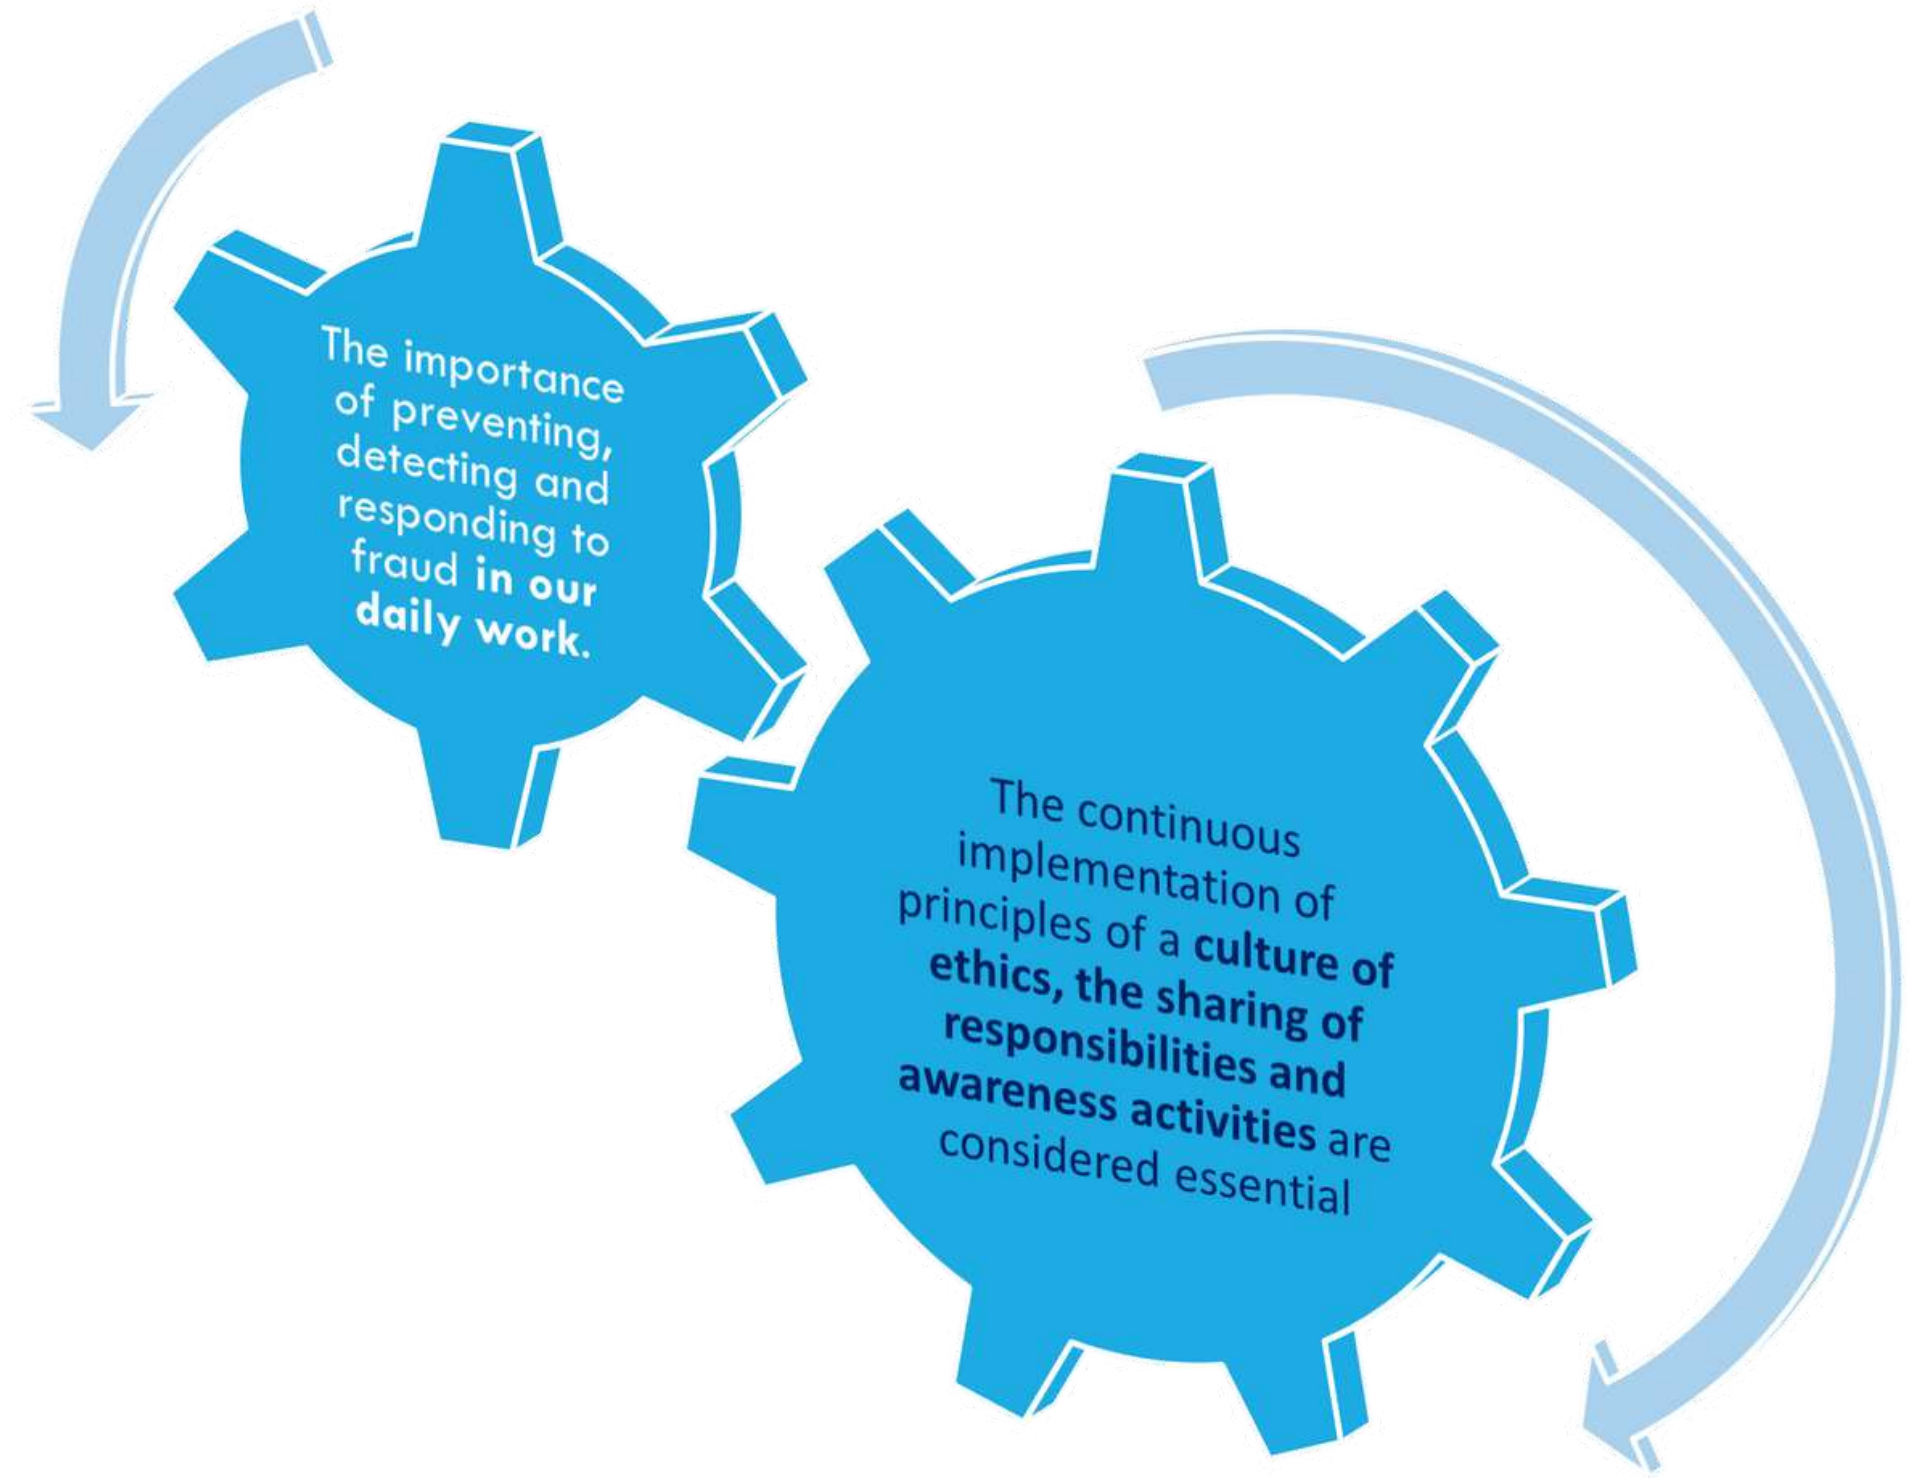 The importance
of preventing,
detecting and
responding to
fraud in our
daily work.
The continuous
implementation of
principles of a culture of
ethics, the sharing of
responsibilities and
awareness activities are
considered essential